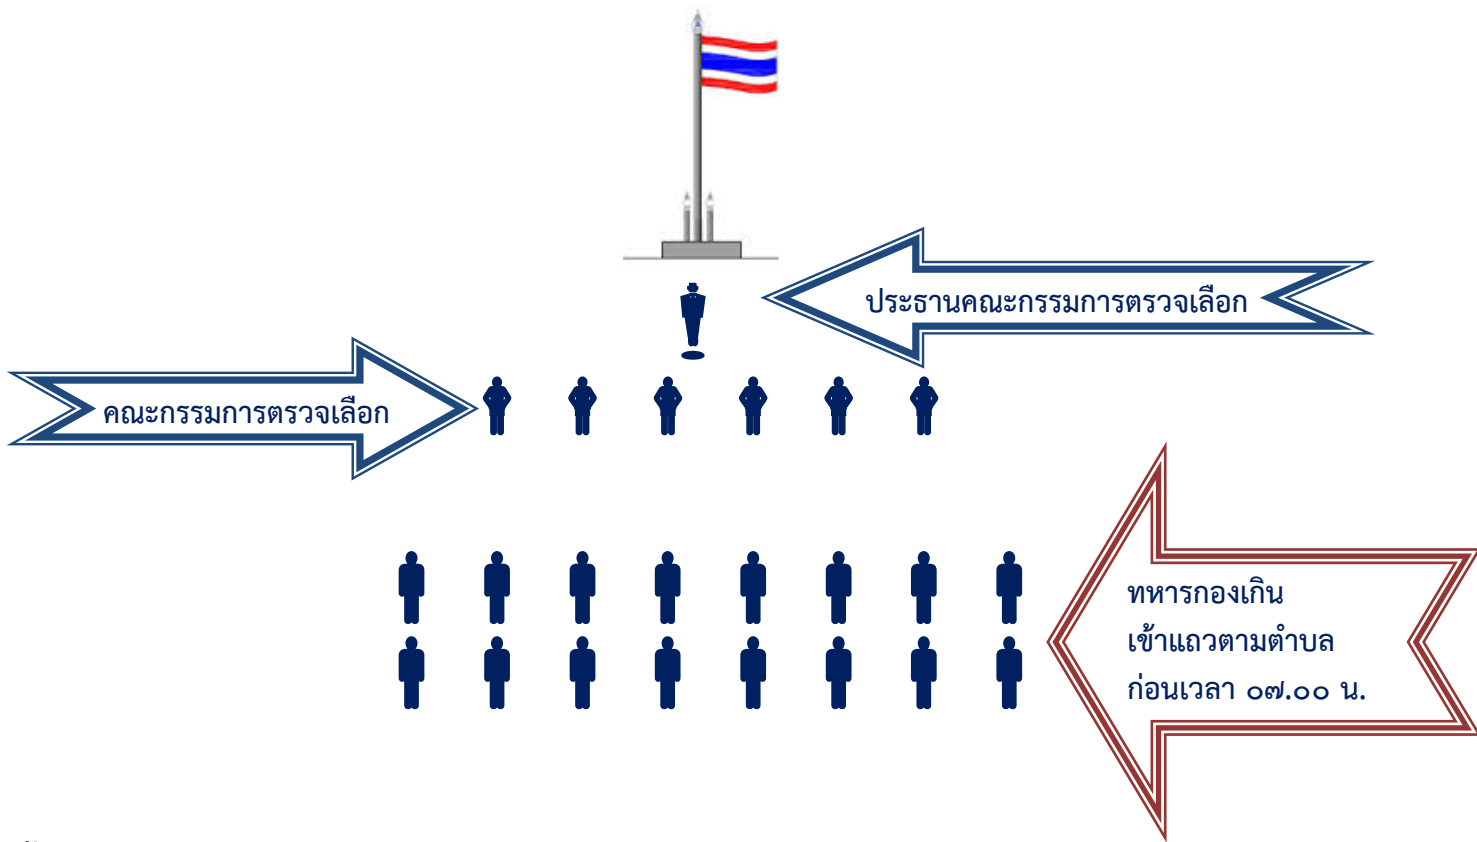 ประธานคณะกรรมการตรวจเลือก
คณะกรรมการตรวจเลือก
ทหารกองเกิน
เข้าแถวตามตำบล
ก่อนเวลา ๐๗.๐๐ น.